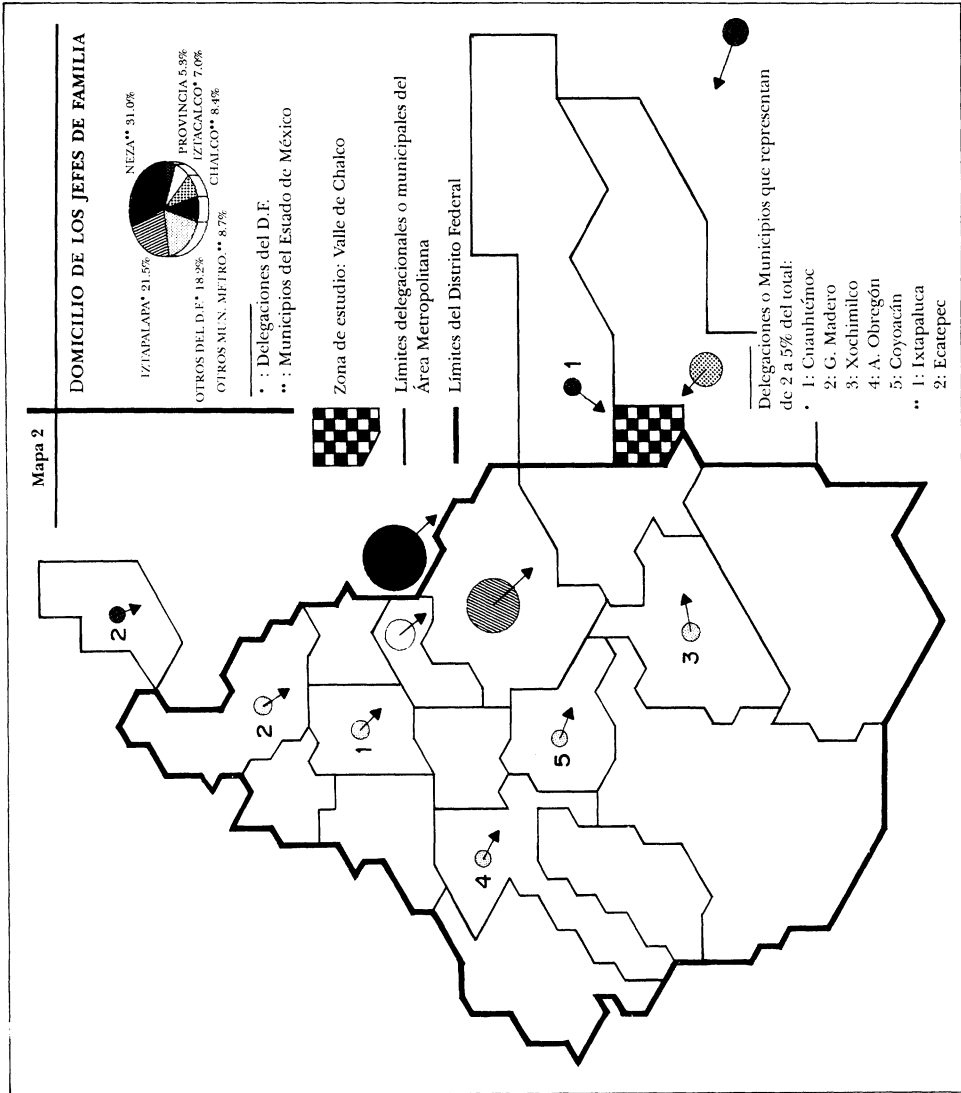 Mapa 2
DOMICILIO DE LOS JEFES DE FAMILIA
IZTAPALAPA• 21.5%
NEZA•• 31.0%
PROVINCIA 5.3%
IZTACALCO• 7.0%
CHALCO•• 8.4%
OTROS DEL D.F.• 18.2%
OTROS MUN. METRO.•• 8.7%
• : Delegaciones del D.F.
•• : Municipios del Estado de México
Zona de estudio: Valle de Chalco
Límites delegacionales o municipales del
Área Metropolitana
Límites del Distrito Federal
Delegaciones o Municipios que representan
de 2 a 5% del total:
• 1: Cuauhtémoc
2: G. Madero
3: Xochimilco
4: A. Obregón
5: Coyoacán
•• 1: Ixtapaluca
2: Ecatepec
2
2
1
4
5
3
1